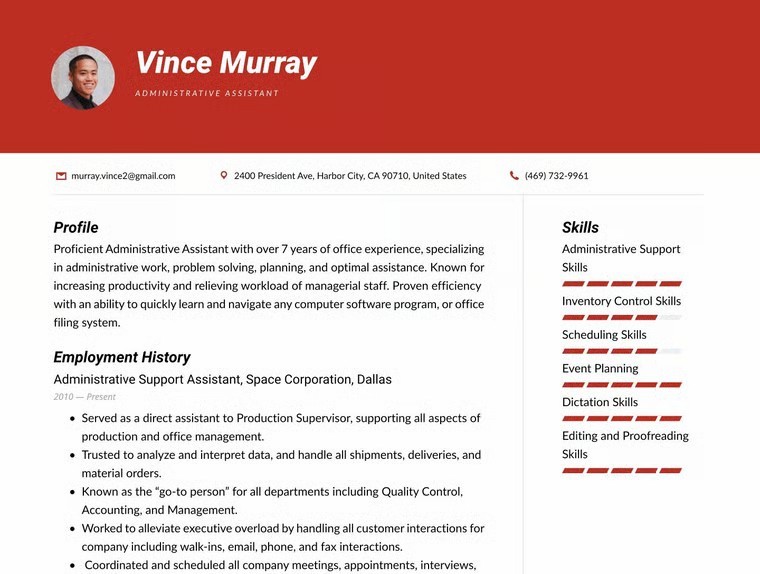 Vince Murray
ADMINISTRATIVE ASSISTANT
murray.vince2@gmail.com
2400 President Ave, Harbor City, CA 90710, United States
(469) 732-9961
Profile
Proficient Administrative Assistant with over 7 years of office experience, specializing
in administrative work, problem solving, planning, and optimal assistance. Known for
increasing productivity and relieving workload of managerial staff. Proven efficiency
with an ability to quickly learn and navigate any computer software program, or office
filing system.
Employment History
Administrative Support Assistant, Space Corporation, Dallas
2010 — Present
• Served as a direct assistant to Production Supervisor, supporting all aspects of
production and office management.
• Trusted to analyze and interpret data, and handle all shipments, deliveries, and
material orders.
• Known as the “go-to person” for all departments including Quality Control,
Accounting, and Management.
• Worked to alleviate executive overload by handling all customer interactions for
company including walk-ins, email, phone, and fax interactions.
• Coordinated and scheduled all company meetings, appointments, interviews,
Skills
Administrative Support
Skills
Inventory Control Skills
Scheduling Skills
Event Planning
Dictation Skills
Editing and Proofreading
Skills